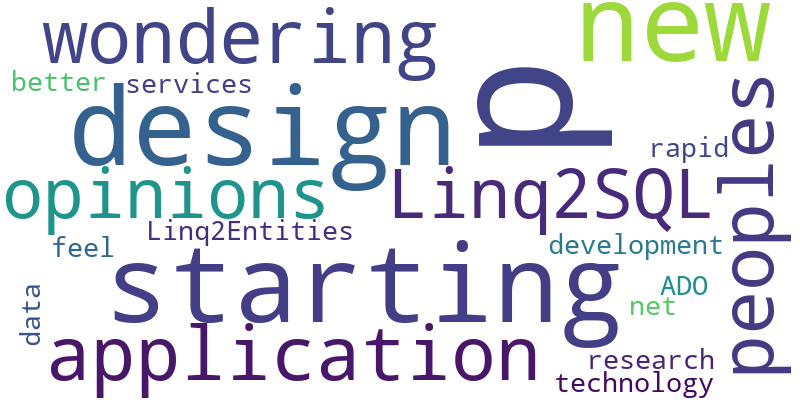 wondering
new
better
services
design
p
rapid
peoples
opinions
Linq2SQL
Linq2Entities
feel
development
starting
ADO
data
net
application
research
technology